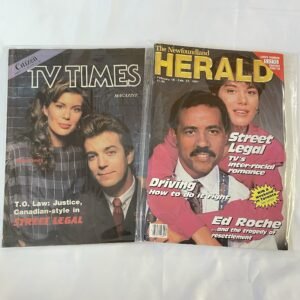 Citizen
TV TIMES
MAGAZINE
T.O. Law: Justice,
Canadian-style in
STREET LEGAL
The Newfoundland
HERALD
Street
Legal
TV's
inter-racial
romance
Driving
How to do it right
Ed Roche
...and the tragedy of
resettlement